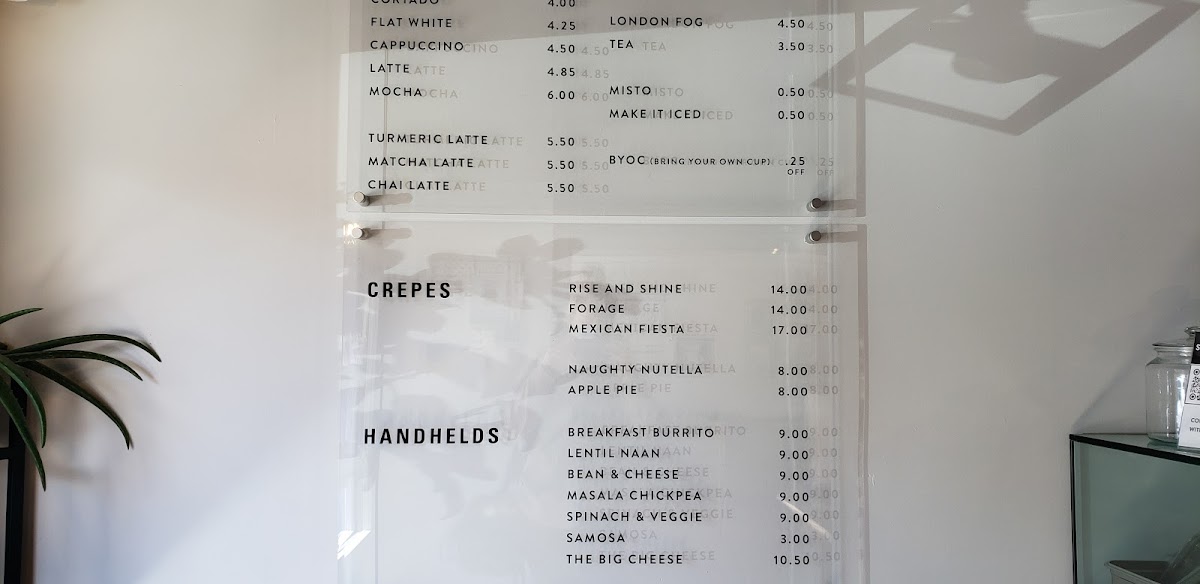 CORTADO 4.00
FLAT WHITE 4.25
CAPPUCCINO 4.50
LATTE 4.85
MOCHA 6.00
TURMERIC LATTE 5.50
MATCHA LATTE 5.50
CHAI LATTE 5.50
LONDON FOG 4.50
TEA 3.50
MISTO 0.50
MAKE IT ICED 0.50
BYOC (BRING YOUR OWN CUP) .25
OFF
CREPES
RISE AND SHINE 14.00
FORAGE 14.00
MEXICAN FIESTA 17.00
NAUGHTY NUTELLA 8.00
APPLE PIE 8.00
HANDHELDS
BREAKFAST BURRITO 9.00
LENTIL NAAN 9.00
BEAN & CHEESE 9.00
MASALA CHICKPEA 9.00
SPINACH & VEGGIE 9.00
SAMOSA 3.00
THE BIG CHEESE 10.50